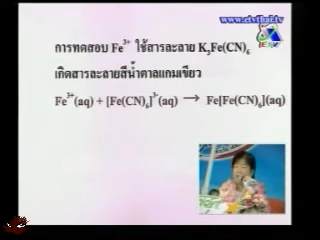 www.etvthai.tv
การทดสอบ Fe³⁺ ใช้สารละลาย K₃Fe(CN)₆
เกิดสารละลายสีน้ำตาลแกมเขียว
Fe³⁺(aq) + [Fe(CN)₆]³⁻(aq) → Fe[Fe(CN)₆](aq)